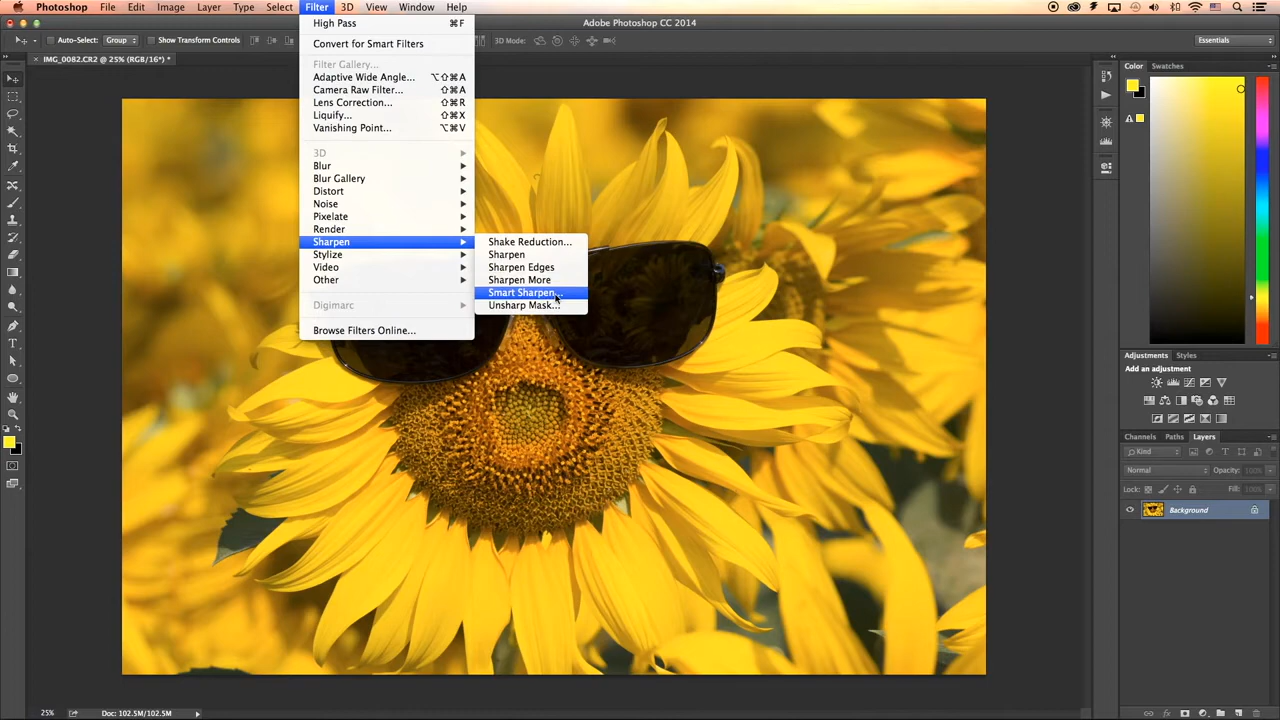 Photoshop File Edit Image Layer Type Select Filter 3D View Window Help
Adobe Photoshop CC 2014
Auto-Select: Group Show Transform Controls 3D Mode: Essentials
× IMG_0082.CR2 @ 25% (RGB/16*) *
High Pass ⌘F
Convert for Smart Filters
Filter Gallery...
Adaptive Wide Angle... ⌥⇧⌘A
Camera Raw Filter... ⇧⌘A
Lens Correction... ⇧⌘R
Liquify... ⇧⌘X
Vanishing Point... ⌥⌘V
3D
Blur
Blur Gallery
Distort
Noise
Pixelate
Render
Sharpen
Stylize
Video
Other
Digimarc
Browse Filters Online...
Shake Reduction...
Sharpen
Sharpen Edges
Sharpen More
Smart Sharpen...
Unsharp Mask...
Color Swatches
Adjustments Styles
Add an adjustment
Channels Paths Layers
Kind
Normal Opacity: 100%
Lock: Fill: 100%
Background
25% Doc: 102.5M/102.5M